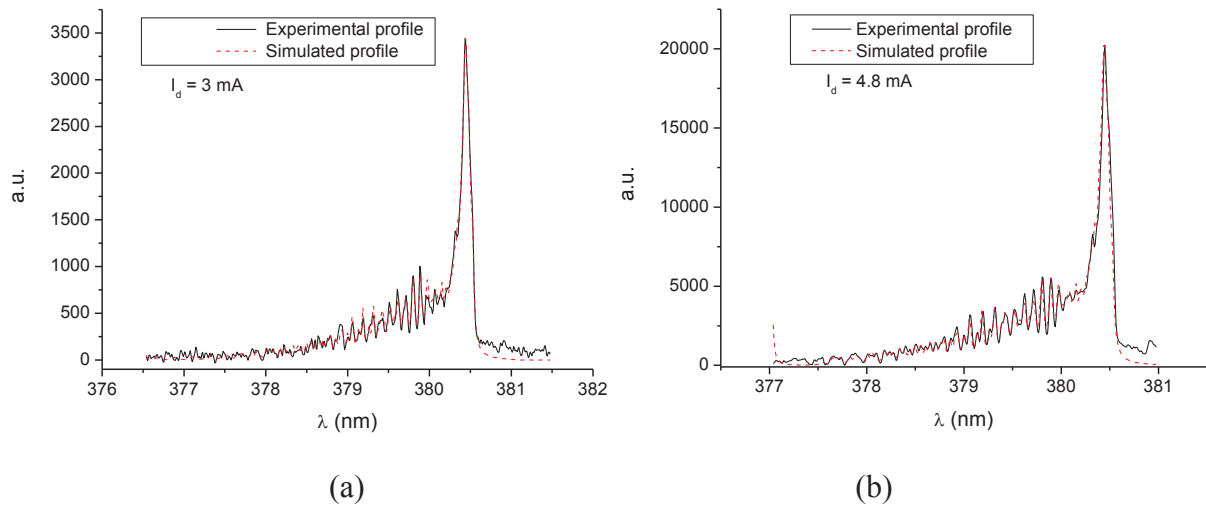 Experimental profile
Simulated profile
I_d = 3 mA
3500
3000
2500
2000
1500
1000
500
0
a.u.
376 377 378 379 380 381 382
λ (nm)
(a)
Experimental profile
Simulated profile
I_d = 4.8 mA
20000
15000
10000
5000
0
a.u.
377 378 379 380 381
λ (nm)
(b)